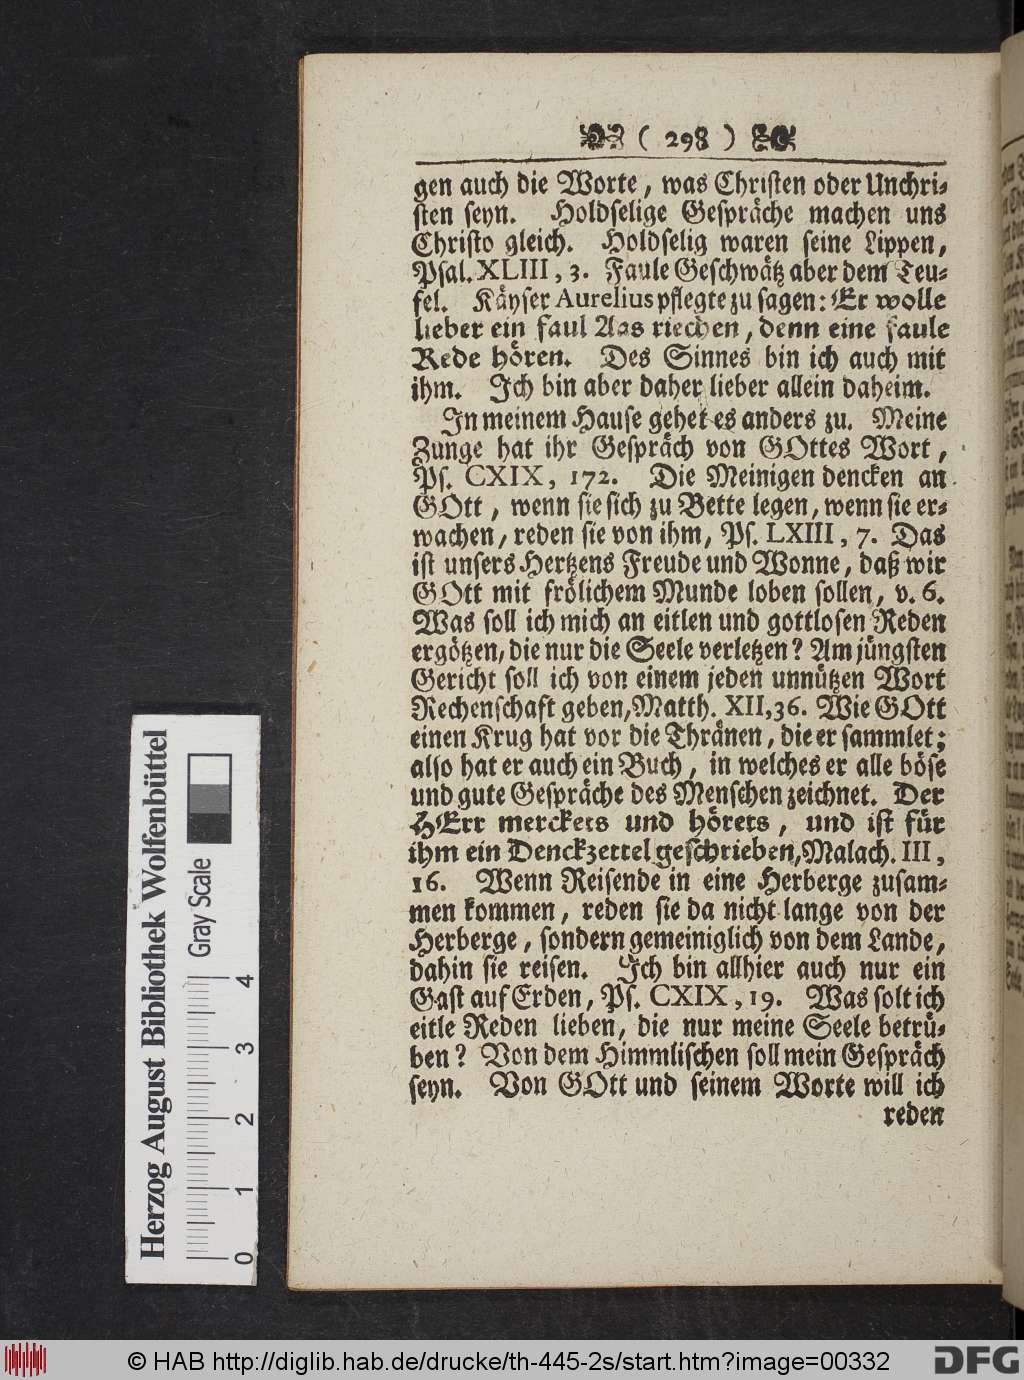 ( 298 )
gen auch die Worte, was Christen oder Unchri-
sten seyn. Holdselige Gespräche machen uns
Christo gleich. Holdselig waren seine Lippen,
Psal. XLIII, 3. Faule Geschwätz aber dem Teu-
fel. Käyser Aurelius pflegte zu sagen: Er wolle
lieber ein faul Aas riechen, denn eine faule
Rede hören. Des Sinnes bin ich auch mit
ihm. Ich bin aber daher lieber allein daheim.
In meinem Hause gehet es anders zu. Meine
Zunge hat ihr Gespräch von GOttes Wort,
Ps. CXIX, 172. Die Meinigen dencken an
GOtt, wenn sie sich zu Bette legen, wenn sie er-
wachen, reden sie von ihm, Ps. LXIII, 7. Das
ist unsers Hertzens Freude und Wonne, daß wir
GOtt mit frölichem Munde loben sollen, v. 6.
Was soll ich mich an eitlen und gottlosen Reden
ergötzen, die nur die Seele verletzen? Am jüngsten
Gericht soll ich von einem jeden unnützen Wort
Rechenschaft geben, Matth. XII, 36. Wie GOtt
einen Krug hat vor die Thränen, die er sammlet;
also hat er auch ein Buch, in welches er alle böse
und gute Gespräche des Menschen zeichnet. Der
HErr merckets und hörets, und ist für
ihm ein Denckzettel geschrieben, Malach. III,
16. Wenn Reisende in eine Herberge zusam-
men kommen, reden sie da nicht lange von der
Herberge, sondern gemeiniglich von dem Lande,
dahin sie reisen. Ich bin allhier auch nur ein
Gast auf Erden, Ps. CXIX, 19. Was solt ich
eitle Reden lieben, die nur meine Seele betrü-
ben? Von dem Himmlischen soll mein Gespräch
seyn. Von GOtt und seinem Worte will ich
reden
Herzog August Bibliothek Wolfenbüttel
Gray Scale
0 1 2 3 4
© HAB http://diglib.hab.de/drucke/th-445-2s/start.htm?image=00332
DFG